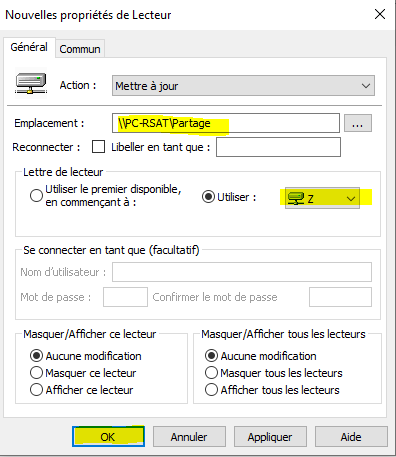 Nouvelles propriétés de Lecteur
Général
Commun
Action :
Mettre à jour
Emplacement :
\\PC-RSAT\Partage
...
Reconnecter :
Libeller en tant que :
Lettre de lecteur
Utiliser le premier disponible,
en commençant à :
Utiliser :
Z
Se connecter en tant que (facultatif)
Nom d'utilisateur :
Mot de passe :
Confirmer le mot de passe
Masquer/Afficher ce lecteur
Aucune modification
Masquer ce lecteur
Afficher ce lecteur
Masquer/Afficher tous les lecteurs
Aucune modification
Masquer tous les lecteurs
Afficher tous les lecteurs
OK
Annuler
Appliquer
Aide